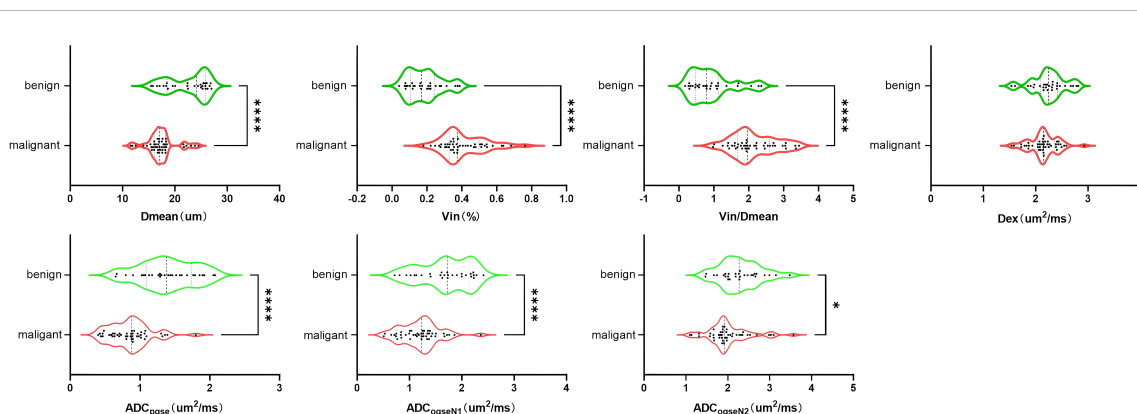 benign
malignant
****
0 10 20 30 40
Dmean(um)
benign
malignant
****
-0.2 0.0 0.2 0.4 0.6 0.8 1.0
Vin(%)
benign
malignant
****
-1 0 1 2 3 4 5
Vin/Dmean
benign
malignant
0 1 2 3
Dex(um²/ms)
benign
maligant
****
0 1 2 3
ADCpgse(um²/ms)
benign
maligant
****
0 1 2 3 4
ADCogseN1(um²/ms)
benign
maligant
*
0 1 2 3 4 5
ADCogseN2(um²/ms)